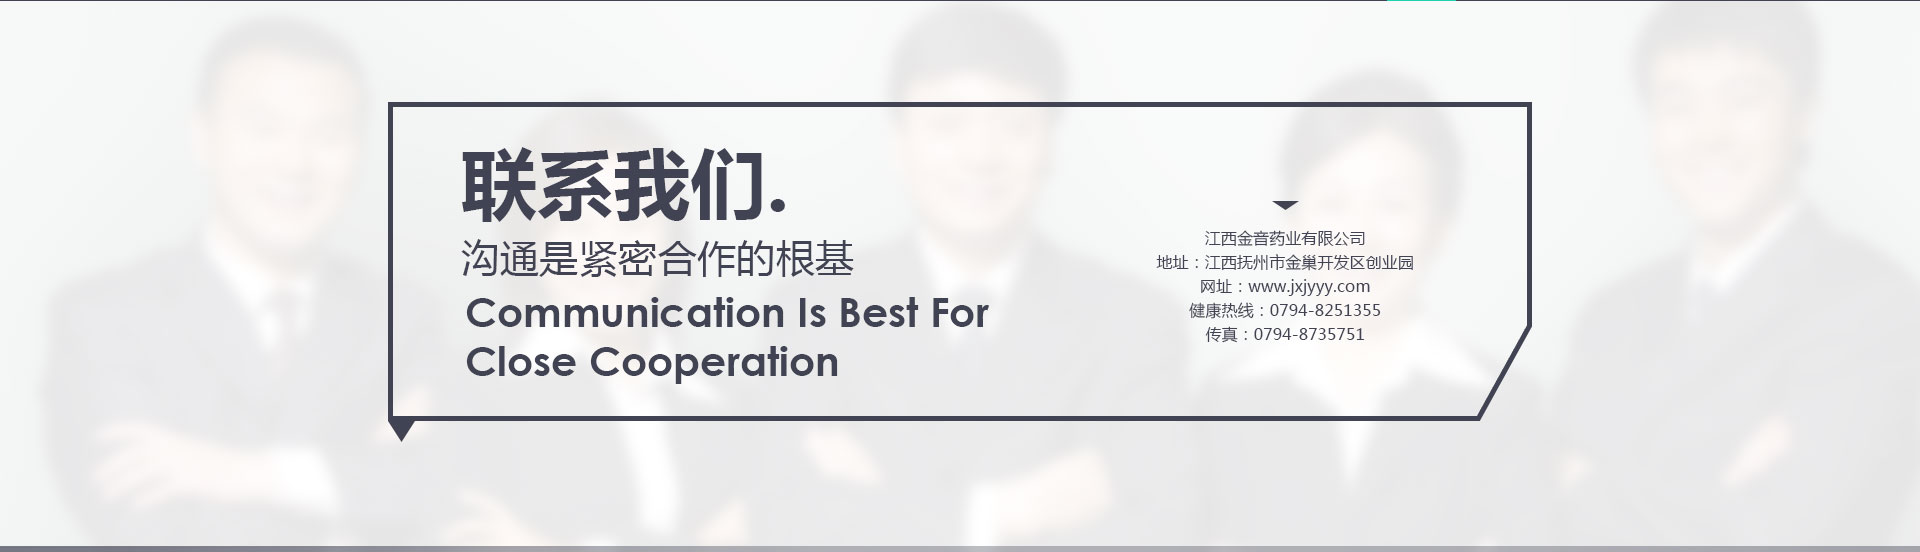 联系我们.
沟通是紧密合作的根基
Communication Is Best For
Close Cooperation
江西金音药业有限公司
地址：江西抚州市金巢开发区创业园
网址：www.jxjyyy.com
健康热线：0794-8251355
传真：0794-8735751